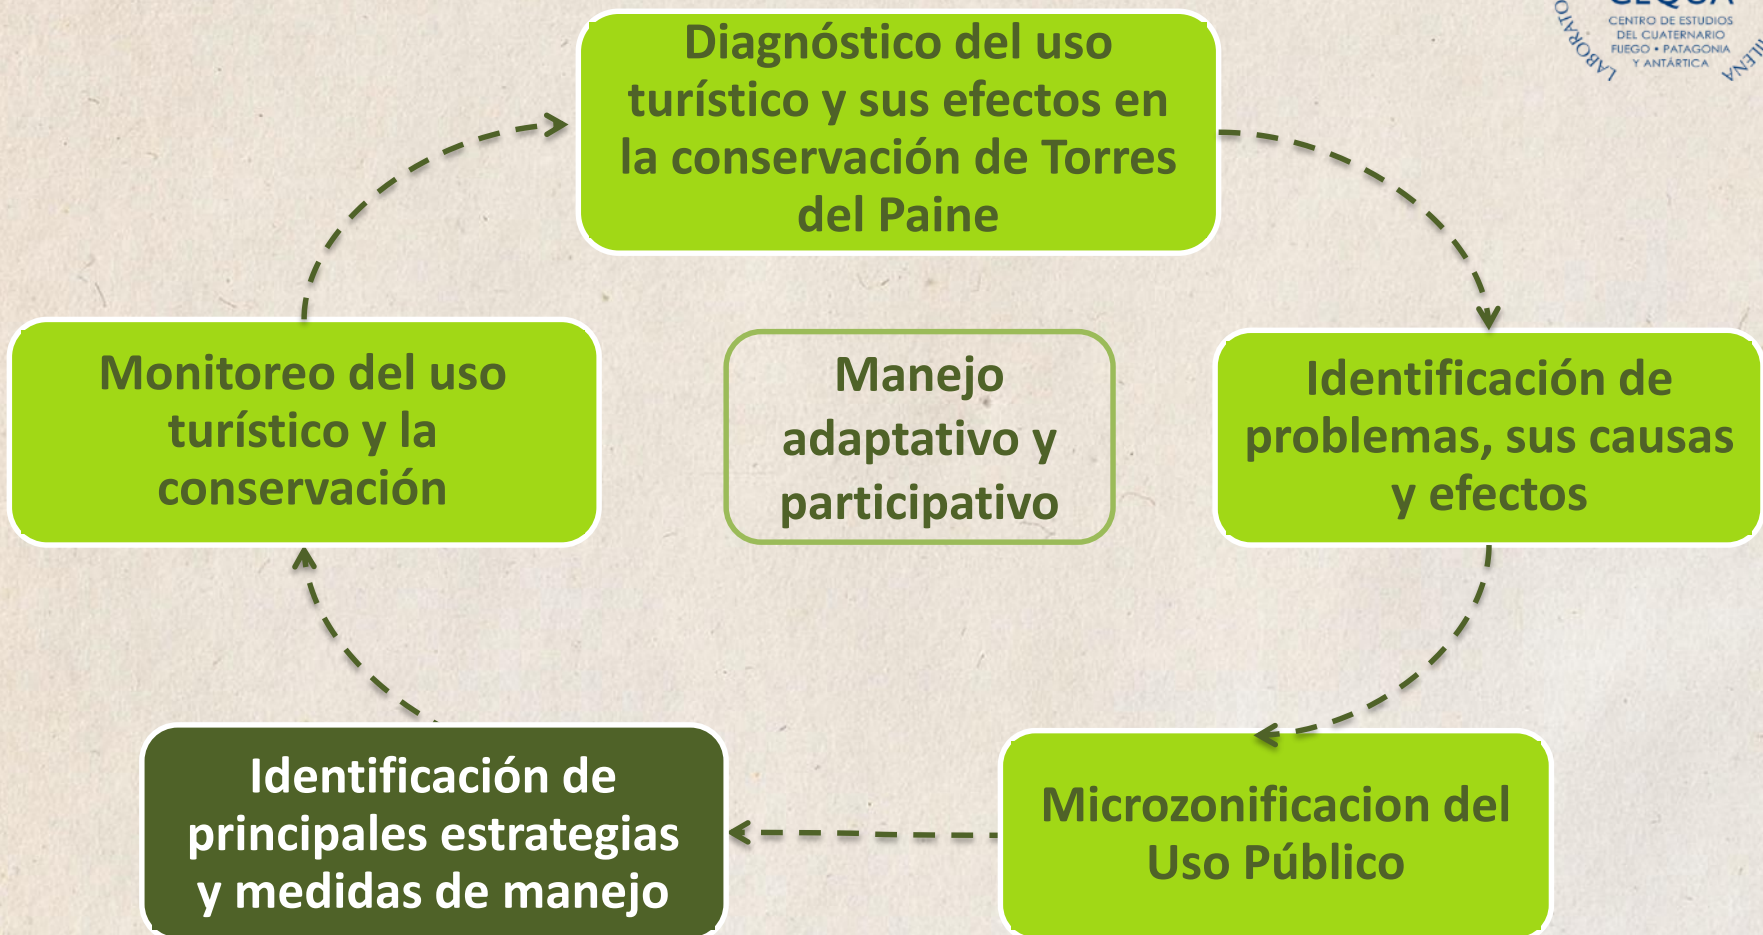 Diagnóstico del uso
turístico y sus efectos en
la conservación de Torres
del Paine
CEQUA
CENTRO DE ESTUDIOS
DEL CUATERNARIO
FUEGO • PATAGONIA
Y ANTÁRTICA
Monitoreo del uso
turístico y la
conservación
Manejo
adaptativo y
participativo
Identificación de
problemas, sus causas
y efectos
Identificación de
principales estrategias
y medidas de manejo
Microzonificacion del
Uso Público